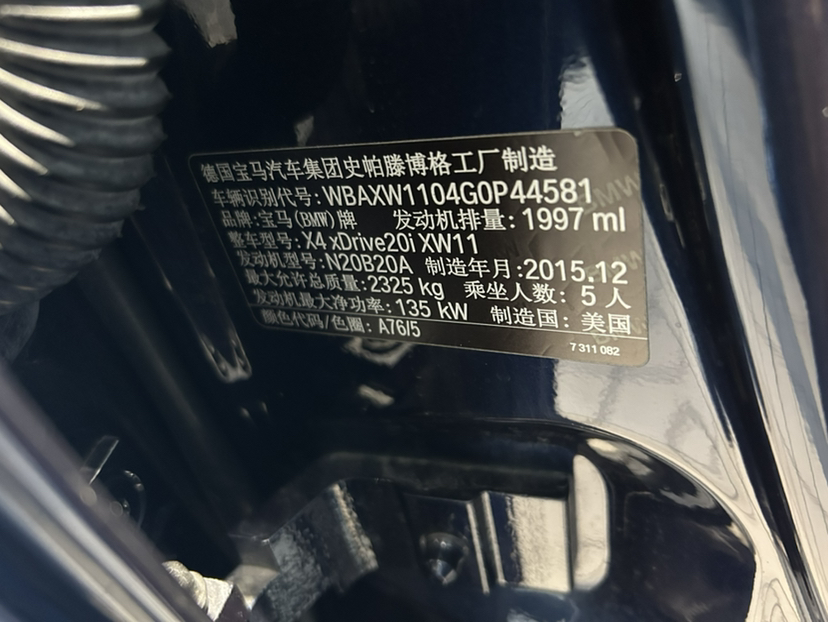 德国宝马汽车集团史帕滕博格工厂制造
车辆识别代号:WBAXW1104G0P44581
品牌:宝马(BMW)牌 发动机排量:1997 ml
整车型号:X4 xDrive20i XW11
发动机型号:N20B20A 制造年月:2015.12
最大允许总质量:2325 kg 乘坐人数: 5 人
发动机最大净功率:135 kW 制造国: 美国
颜色代码/色圈: A76/5
7 311 082